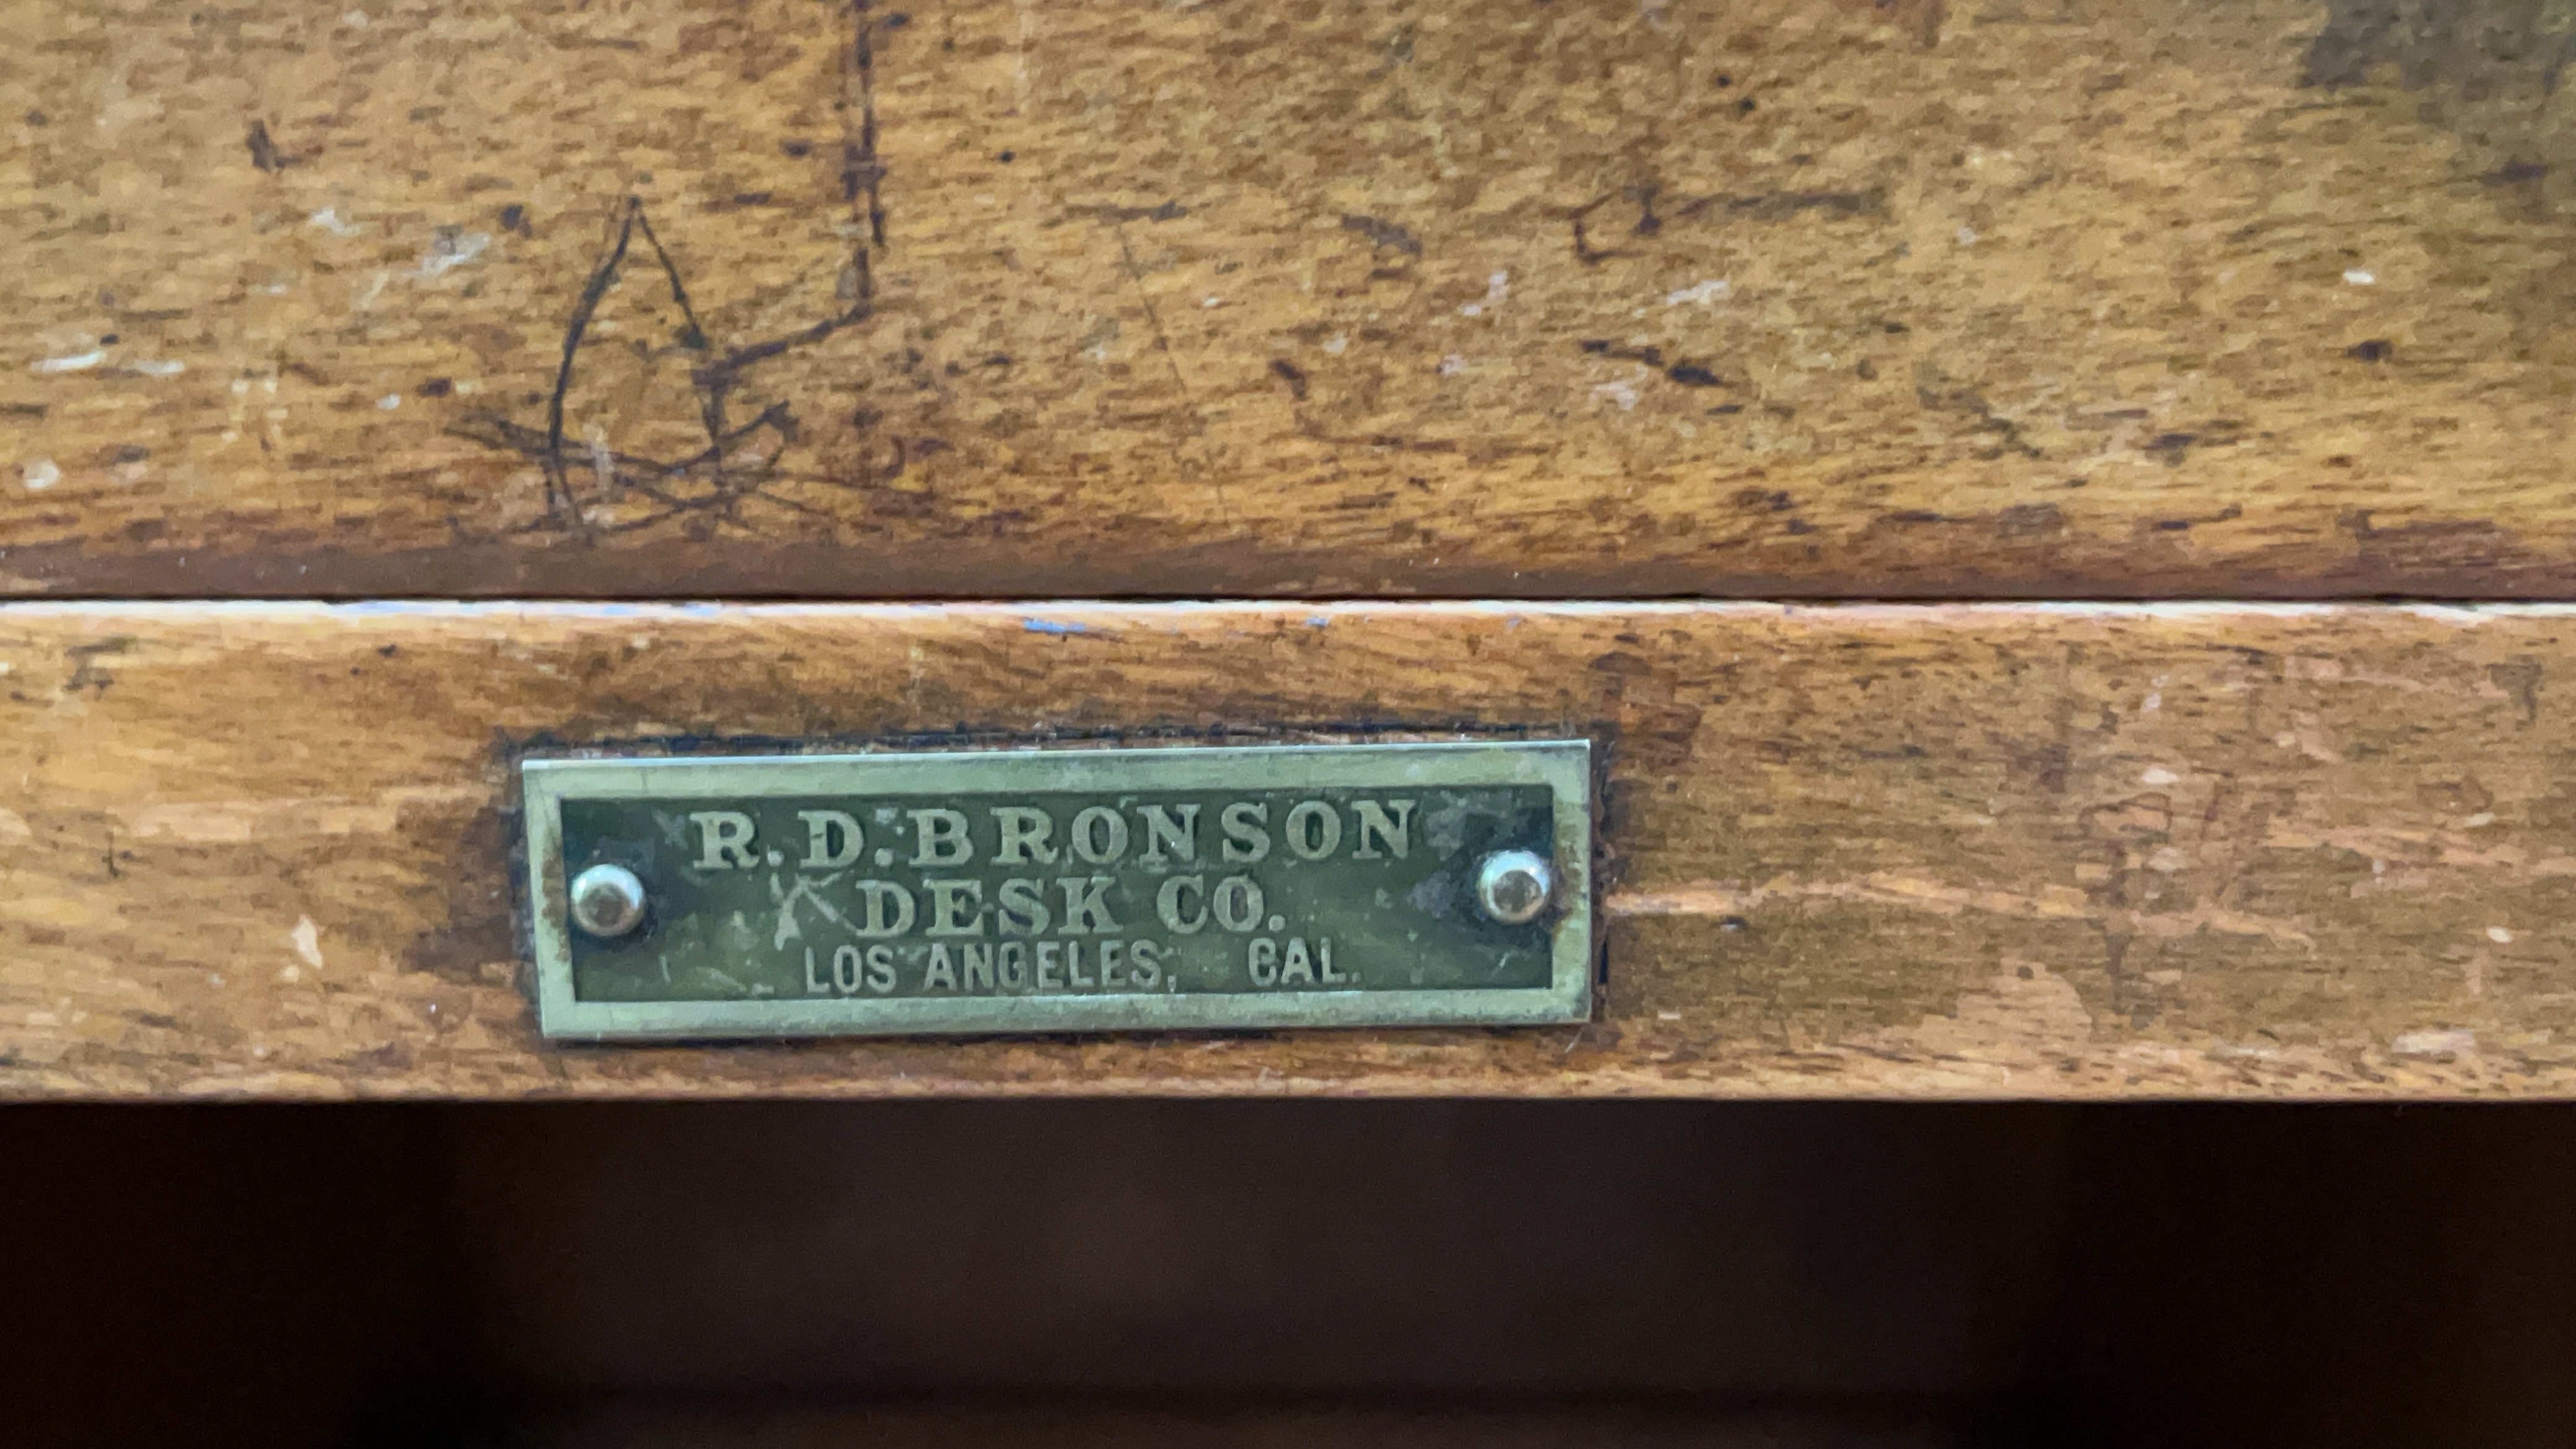 R.D.BRONSON
DESK CO.
LOS ANGELES, CAL.